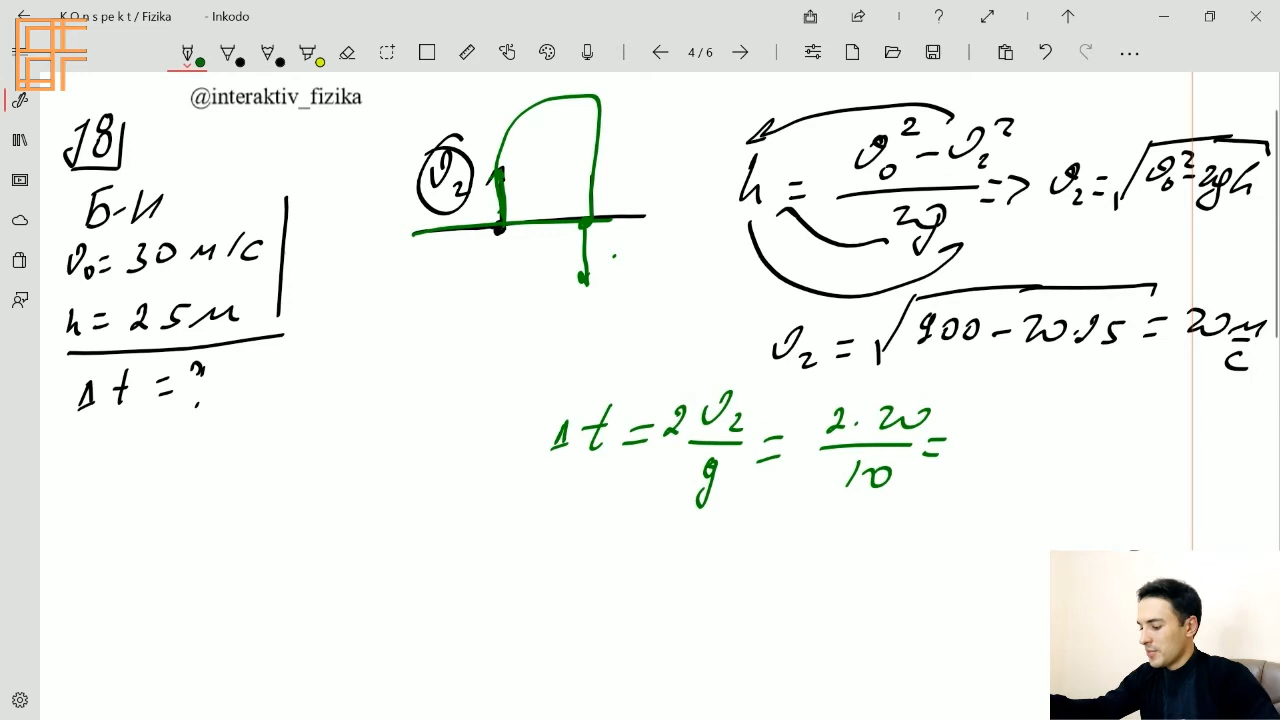 K O n s p e k t / Fizika - Inkodo
4 / 6
@interaktiv_fizika
18
Б-И
υ₀ = 30 м/с
h = 25 м
Δt = ?
υ₂
h = (υ₀² - υ₂²) / 2g => υ₂ = √(υ₀² - 2gh)
υ₂ = √(900 - 20·25) = 20 м/с
Δt = 2υ₂ / g = 2·20 / 10 =